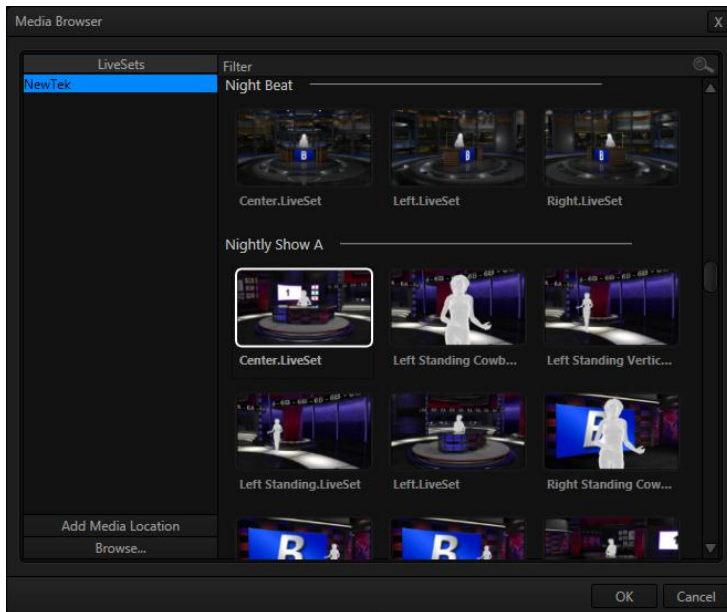 Media Browser
X
LiveSets
Filter
NewTek
Night Beat
B
B
B
Center.LiveSet
Left.LiveSet
Right.LiveSet
Nightly Show A
1
Center.LiveSet
Left Standing Cowb...
Left Standing Vertic...
B
Left Standing.LiveSet
Left.LiveSet
Right Standing Cow...
B
B
Add Media Location
Browse...
OK
Cancel